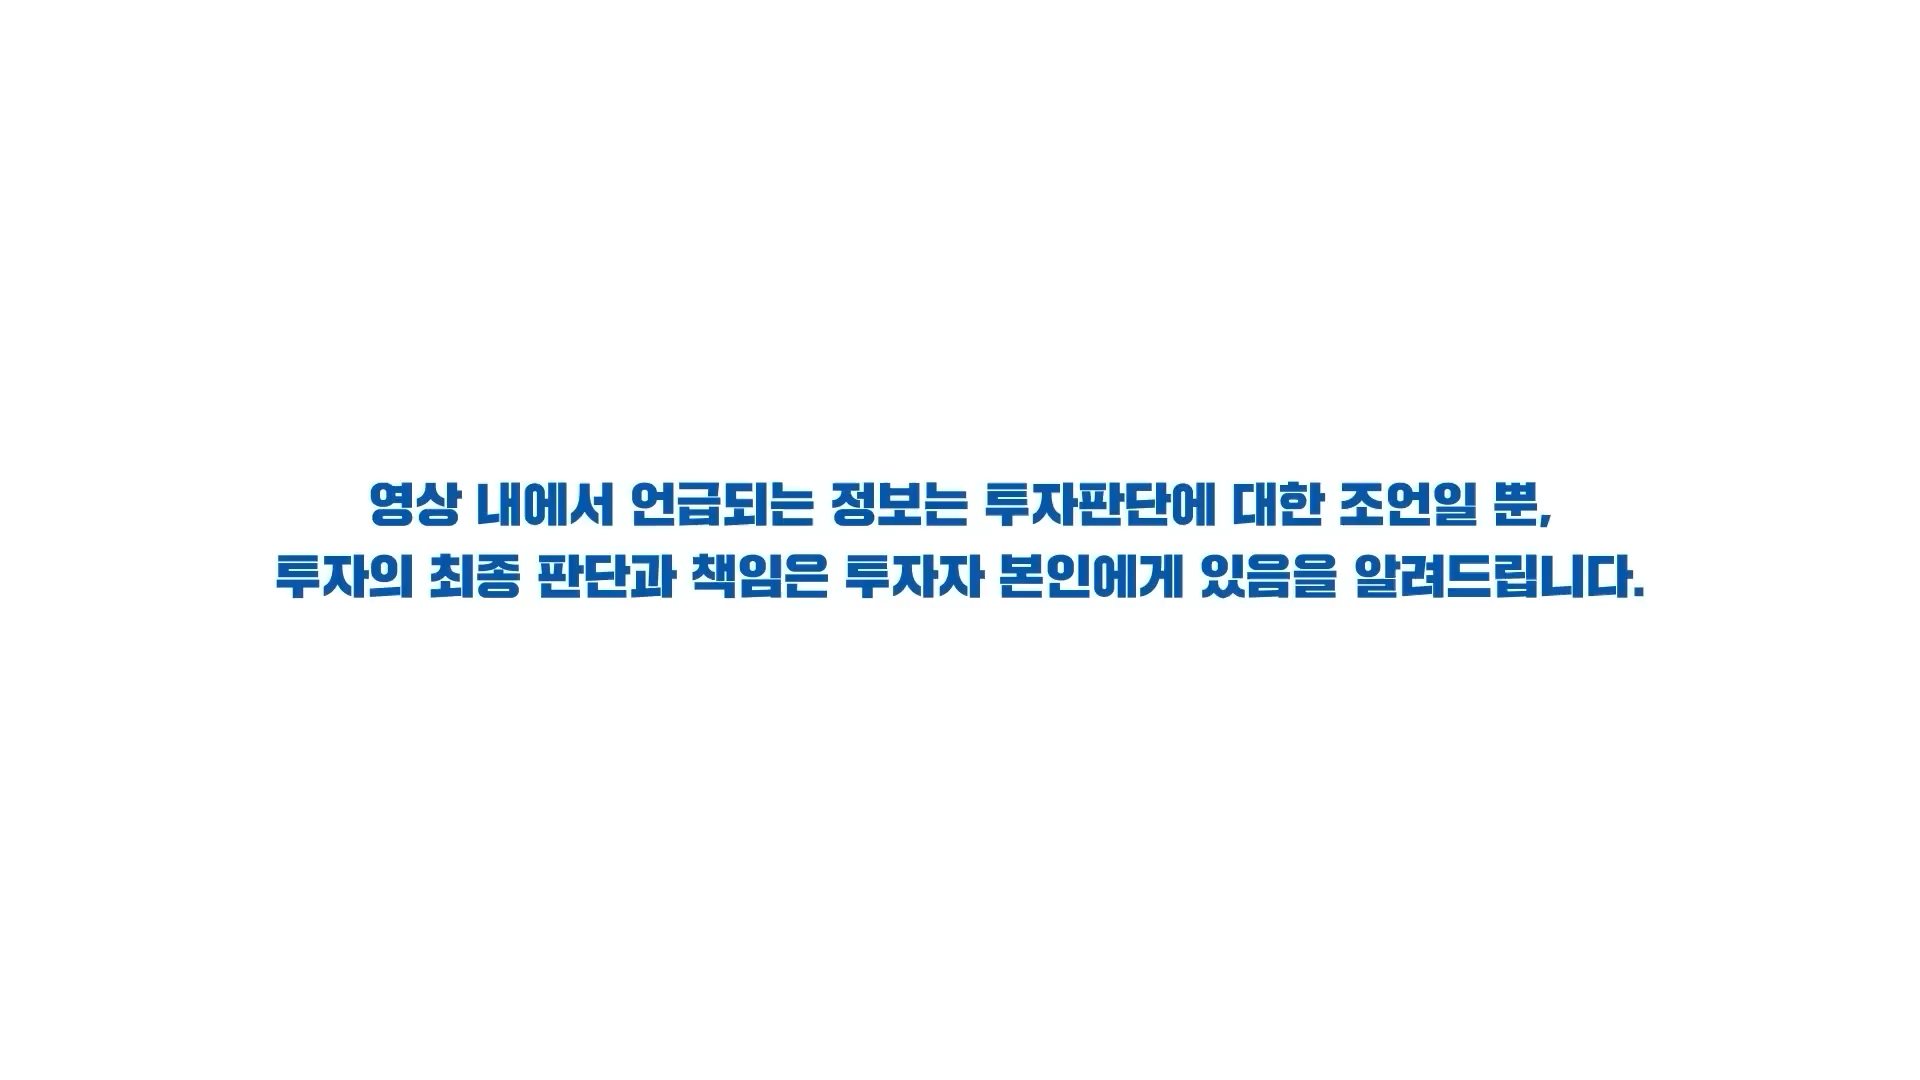 영상 내에서 언급되는 정보는 투자판단에 대한 조언일 뿐,
투자의 최종 판단과 책임은 투자자 본인에게 있음을 알려드립니다.